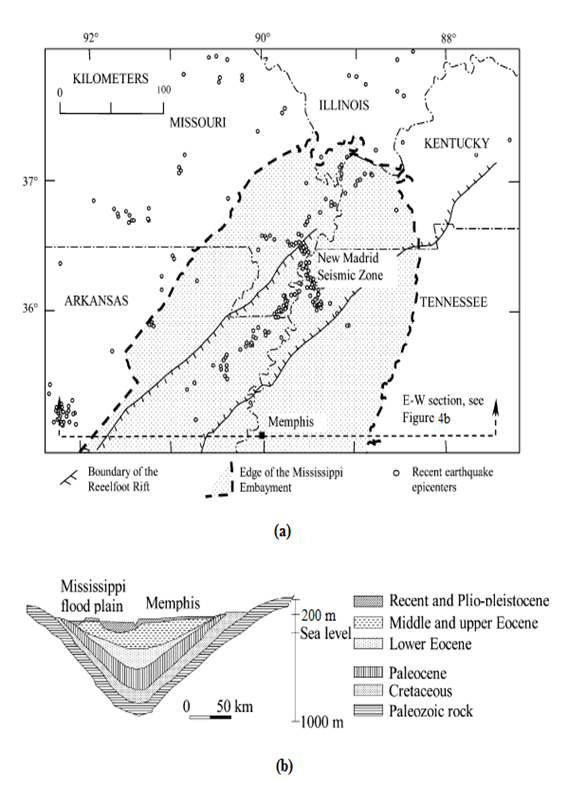 92°
90°
88°
KILOMETERS
0
100
ILLINOIS
MISSOURI
KENTUCKY
37°
New Madrid
Seismic Zone
36°
ARKANSAS
TENNESSEE
E-W section, see
Figure 4b
Memphis
Boundary of the
Reelfoot Rift
Edge of the Mississippi
Embayment
Recent earthquake
epicenters
(a)
Mississippi
flood plain
Memphis
200 m
Sea level
0
50 km
1000 m
Recent and Plio-pleistocene
Middle and upper Eocene
Lower Eocene
Paleocene
Cretaceous
Paleozoic rock
(b)